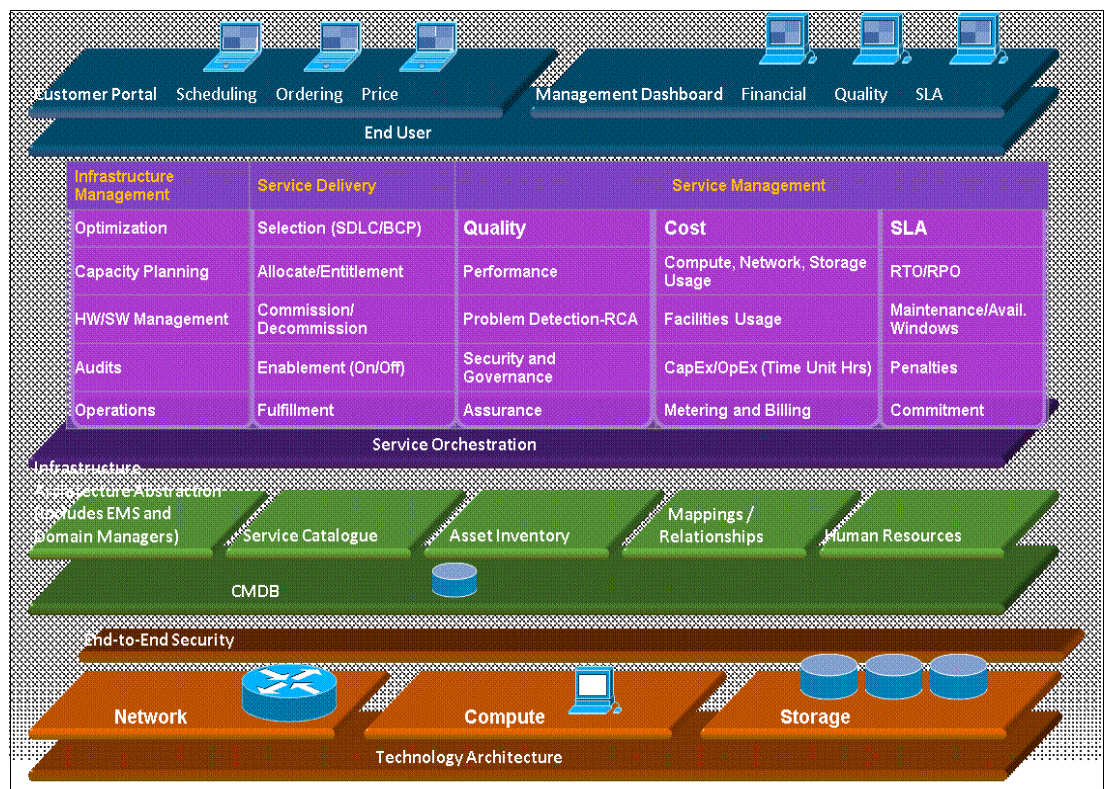 Customer Portal Scheduling Ordering Price
Management Dashboard Financial Quality SLA
End User
Infrastructure
Management
Service Delivery
Service Management
Optimization
Selection (SDLC/BCP)
Quality
Cost
SLA
Capacity Planning
Allocate/Entitlement
Performance
Compute, Network, Storage
Usage
RTO/RPO
HW/SW Management
Commission/
Decommission
Problem Detection-RCA
Facilities Usage
Maintenance/Avail.
Windows
Audits
Enablement (On/Off)
Security and
Governance
CapEx/OpEx (Time Unit Hrs)
Penalties
Operations
Fulfillment
Assurance
Metering and Billing
Commitment
Service Orchestration
Infrastructure
Architecture Abstraction
(Includes EMS and
Domain Managers)
Service Catalogue
Asset Inventory
Mappings /
Relationships
Human Resources
CMDB
End-to-End Security
Network
Compute
Storage
Technology Architecture